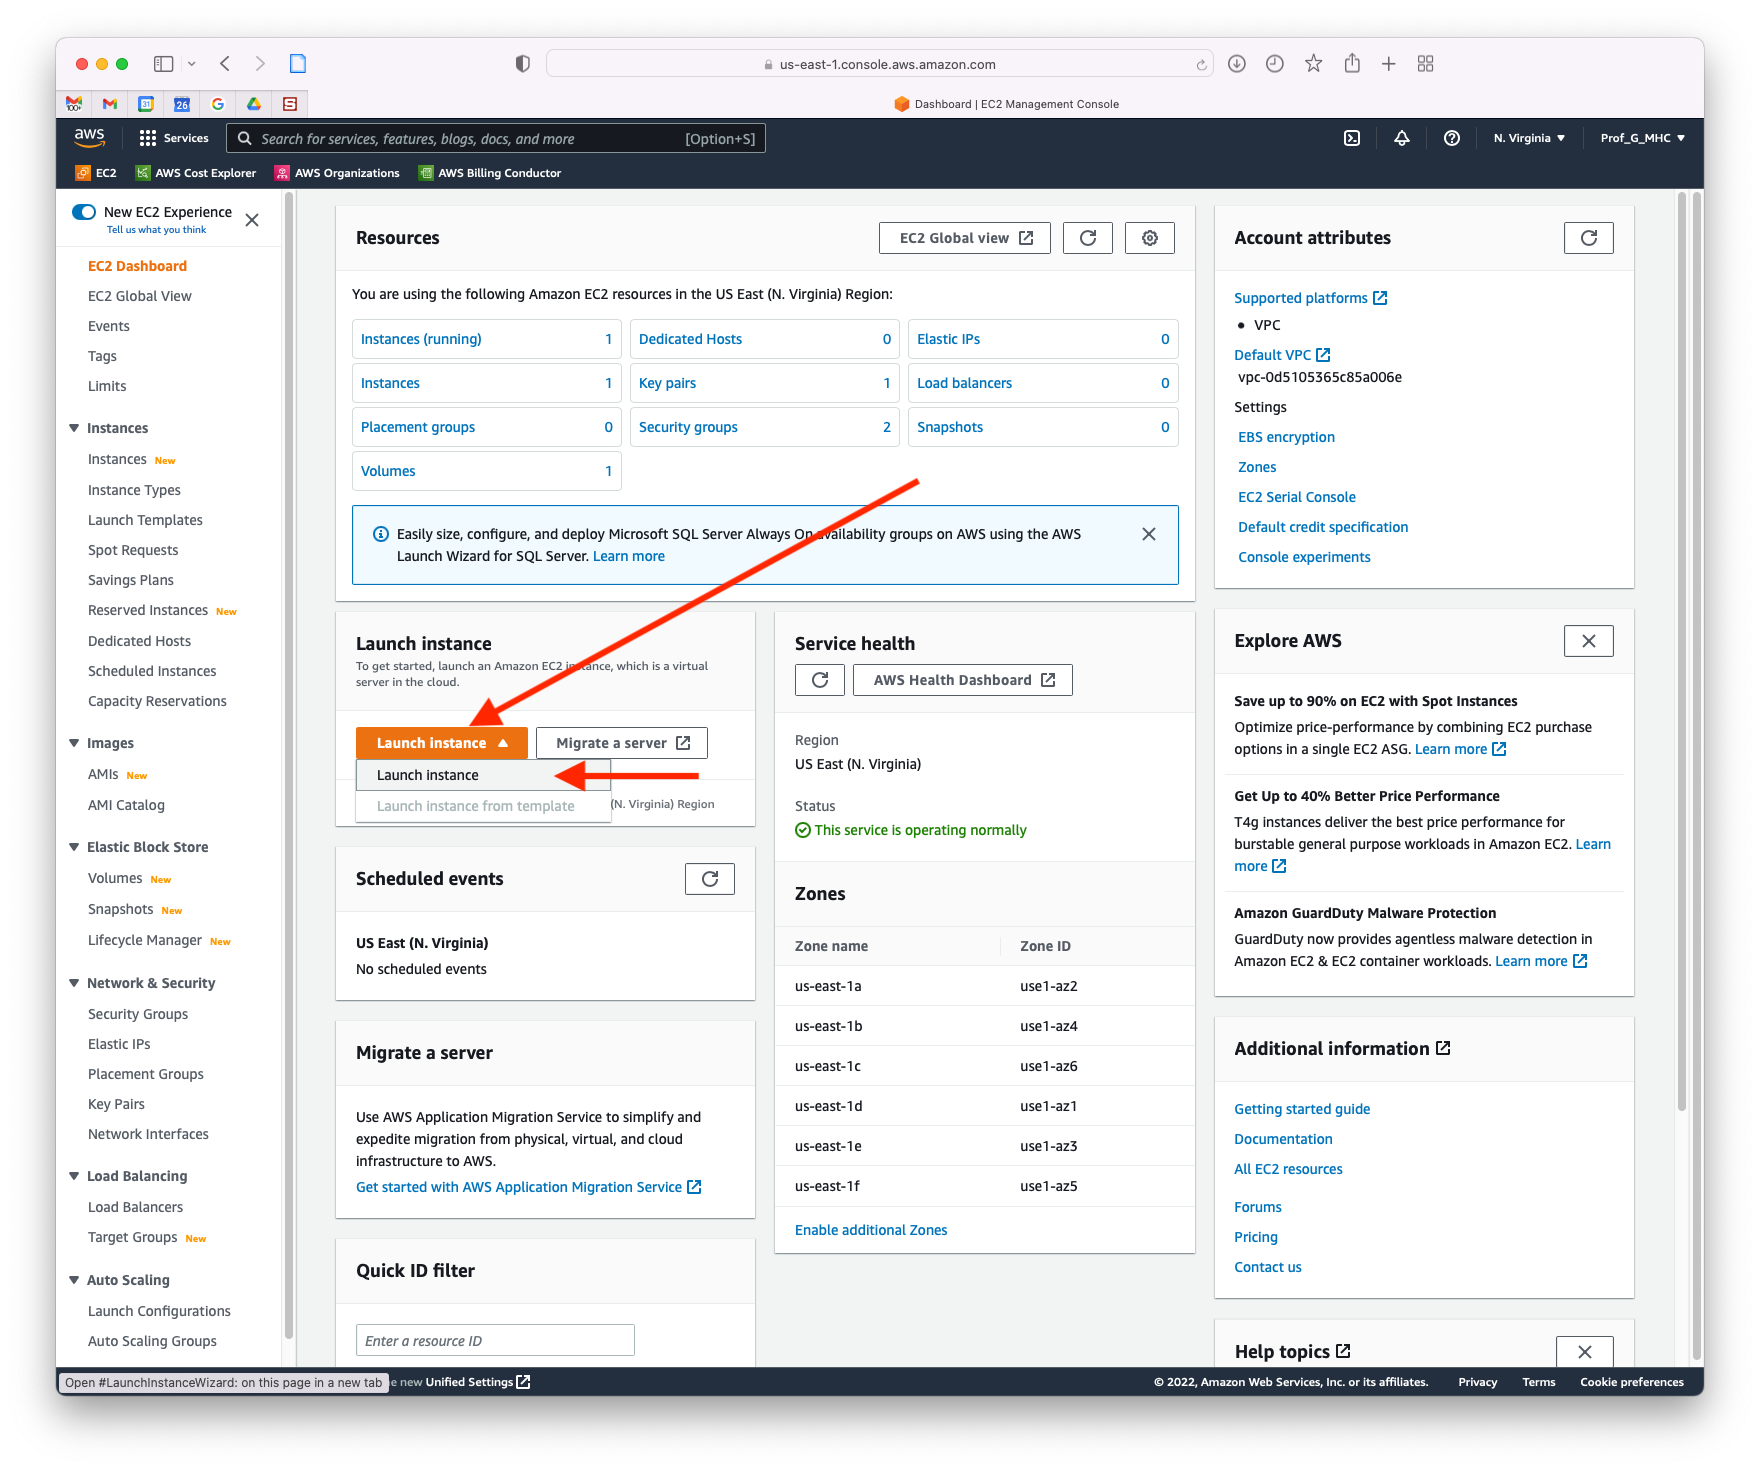 us-east-1.console.aws.amazon.com
Dashboard | EC2 Management Console
aws
Services
Search for services, features, blogs, docs, and more
[Option+S]
N. Virginia
Prof_G_MHC
EC2
AWS Cost Explorer
AWS Organizations
AWS Billing Conductor
New EC2 Experience
Tell us what you think
EC2 Dashboard
EC2 Global View
Events
Tags
Limits
Instances
Instances New
Instance Types
Launch Templates
Spot Requests
Savings Plans
Reserved Instances New
Dedicated Hosts
Scheduled Instances
Capacity Reservations
Images
AMIs New
AMI Catalog
Elastic Block Store
Volumes New
Snapshots New
Lifecycle Manager New
Network & Security
Security Groups
Elastic IPs
Placement Groups
Key Pairs
Network Interfaces
Load Balancing
Load Balancers
Target Groups New
Auto Scaling
Launch Configurations
Auto Scaling Groups
Resources
EC2 Global view
You are using the following Amazon EC2 resources in the US East (N. Virginia) Region:
Instances (running) 1
Dedicated Hosts 0
Elastic IPs 0
Instances 1
Key pairs 1
Load balancers 0
Placement groups 0
Security groups 2
Snapshots 0
Volumes 1
Easily size, configure, and deploy Microsoft SQL Server Always On availability groups on AWS using the AWS
Launch Wizard for SQL Server. Learn more
Launch instance
To get started, launch an Amazon EC2 instance, which is a virtual
server in the cloud.
Launch instance
Migrate a server
Launch instance
Launch instance from template
(N. Virginia) Region
Scheduled events
US East (N. Virginia)
No scheduled events
Migrate a server
Use AWS Application Migration Service to simplify and
expedite migration from physical, virtual, and cloud
infrastructure to AWS.
Get started with AWS Application Migration Service
Quick ID filter
Enter a resource ID
Service health
AWS Health Dashboard
Region
US East (N. Virginia)
Status
This service is operating normally
Zones
Zone name Zone ID
us-east-1a use1-az2
us-east-1b use1-az4
us-east-1c use1-az6
us-east-1d use1-az1
us-east-1e use1-az3
us-east-1f use1-az5
Enable additional Zones
Account attributes
Supported platforms
• VPC
Default VPC
vpc-0d5105365c85a006e
Settings
EBS encryption
Zones
EC2 Serial Console
Default credit specification
Console experiments
Explore AWS
Save up to 90% on EC2 with Spot Instances
Optimize price-performance by combining EC2 purchase
options in a single EC2 ASG. Learn more
Get Up to 40% Better Price Performance
T4g instances deliver the best price performance for
burstable general purpose workloads in Amazon EC2. Learn
more
Amazon GuardDuty Malware Protection
GuardDuty now provides agentless malware detection in
Amazon EC2 & EC2 container workloads. Learn more
Additional information
Getting started guide
Documentation
All EC2 resources
Forums
Pricing
Contact us
Help topics
Open #LaunchInstanceWizard: on this page in a new tab
e new Unified Settings
© 2022, Amazon Web Services, Inc. or its affiliates.
Privacy
Terms
Cookie preferences